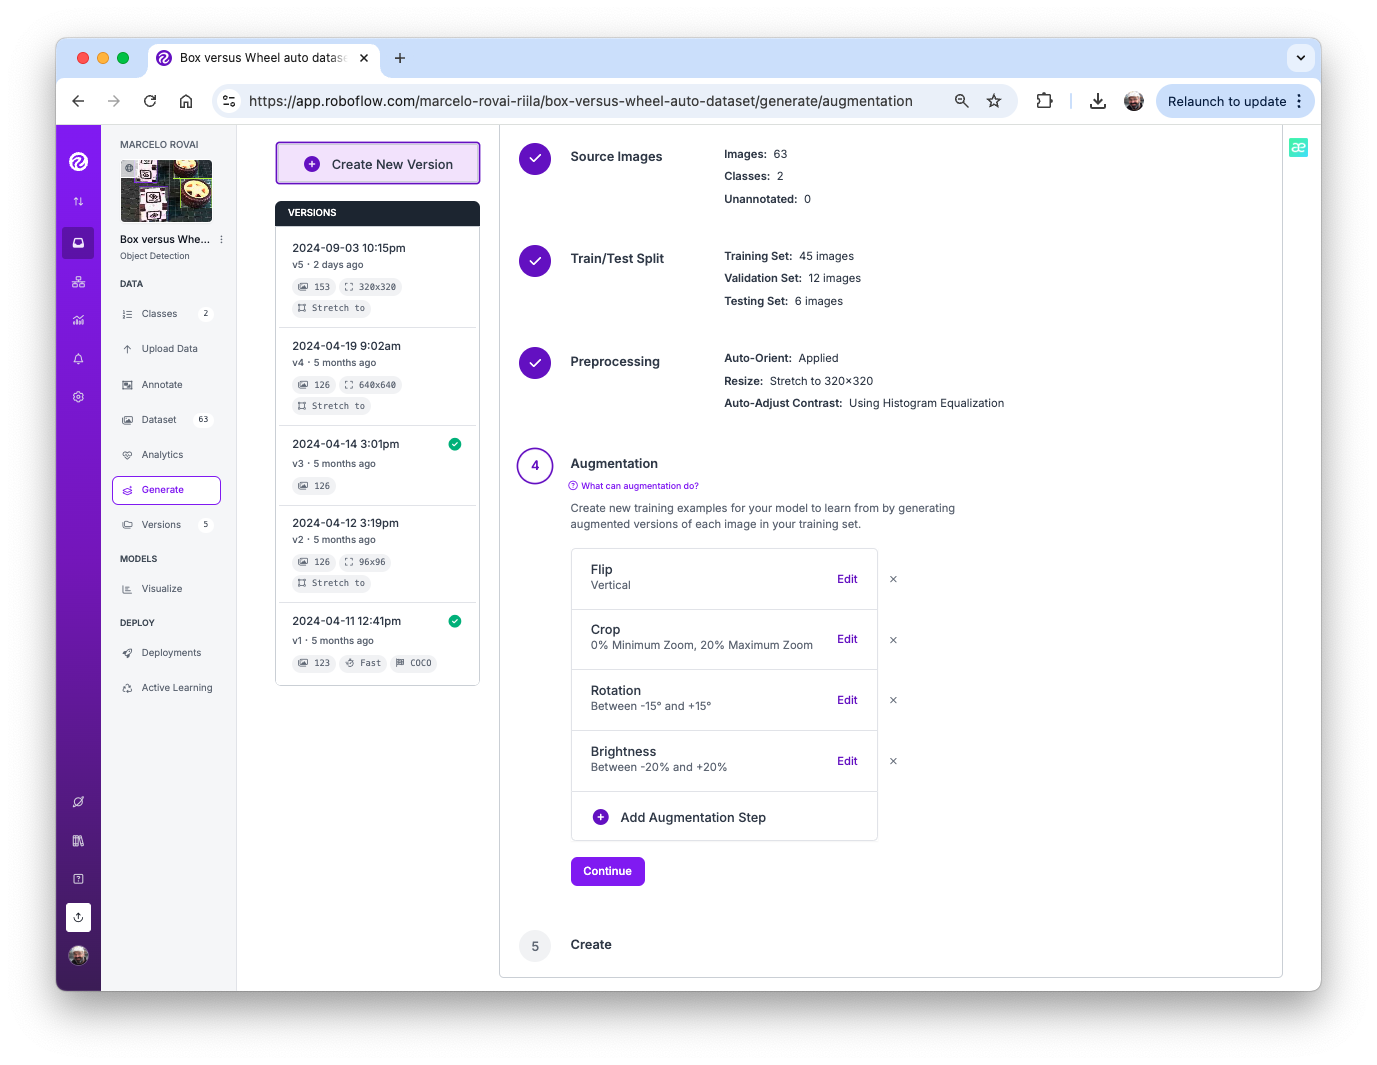 Box versus Wheel auto datase
https://app.roboflow.com/marcelo-rovai-riila/box-versus-wheel-auto-dataset/generate/augmentation
Relaunch to update
MARCELO ROVAI
Box versus Whe...
Object Detection
DATA
Classes 2
Upload Data
Annotate
Dataset 63
Analytics
Generate
Versions 5
MODELS
Visualize
DEPLOY
Deployments
Active Learning
Create New Version
VERSIONS
2024-09-03 10:15pm
v5 · 2 days ago
153 320x320
Stretch to
2024-04-19 9:02am
v4 · 5 months ago
126 640x640
Stretch to
2024-04-14 3:01pm
v3 · 5 months ago
126
2024-04-12 3:19pm
v2 · 5 months ago
126 96x96
Stretch to
2024-04-11 12:41pm
v1 · 5 months ago
123 Fast COCO
Source Images
Images: 63
Classes: 2
Unannotated: 0
Train/Test Split
Training Set: 45 images
Validation Set: 12 images
Testing Set: 6 images
Preprocessing
Auto-Orient: Applied
Resize: Stretch to 320×320
Auto-Adjust Contrast: Using Histogram Equalization
4 Augmentation
What can augmentation do?
Create new training examples for your model to learn from by generating
augmented versions of each image in your training set.
Flip
Vertical
Edit
Crop
0% Minimum Zoom, 20% Maximum Zoom
Edit
Rotation
Between -15° and +15°
Edit
Brightness
Between -20% and +20%
Edit
Add Augmentation Step
Continue
5 Create
æ